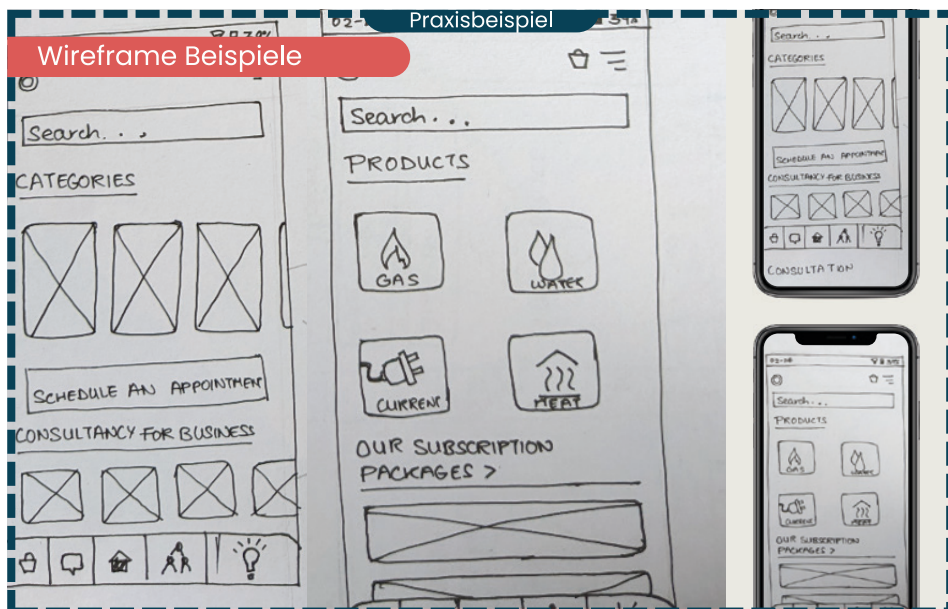 Praxisbeispiel
Wireframe Beispiele
Search...
CATEGORIES
SCHEDULE AN APPOINTMENT
CONSULTANCY FOR BUSINESS
Search...
PRODUCTS
GAS
WATER
CURRENT
HEAT
OUR SUBSCRIPTION
PACKAGES >
Search...
CATEGORIES
SCHEDULE AN APPOINTMENT
CONSULTANCY FOR BUSINESS
CONSULTATION
Search...
PRODUCTS
GAS
WATER
CURRENT
HEAT
OUR SUBSCRIPTION
PACKAGES >